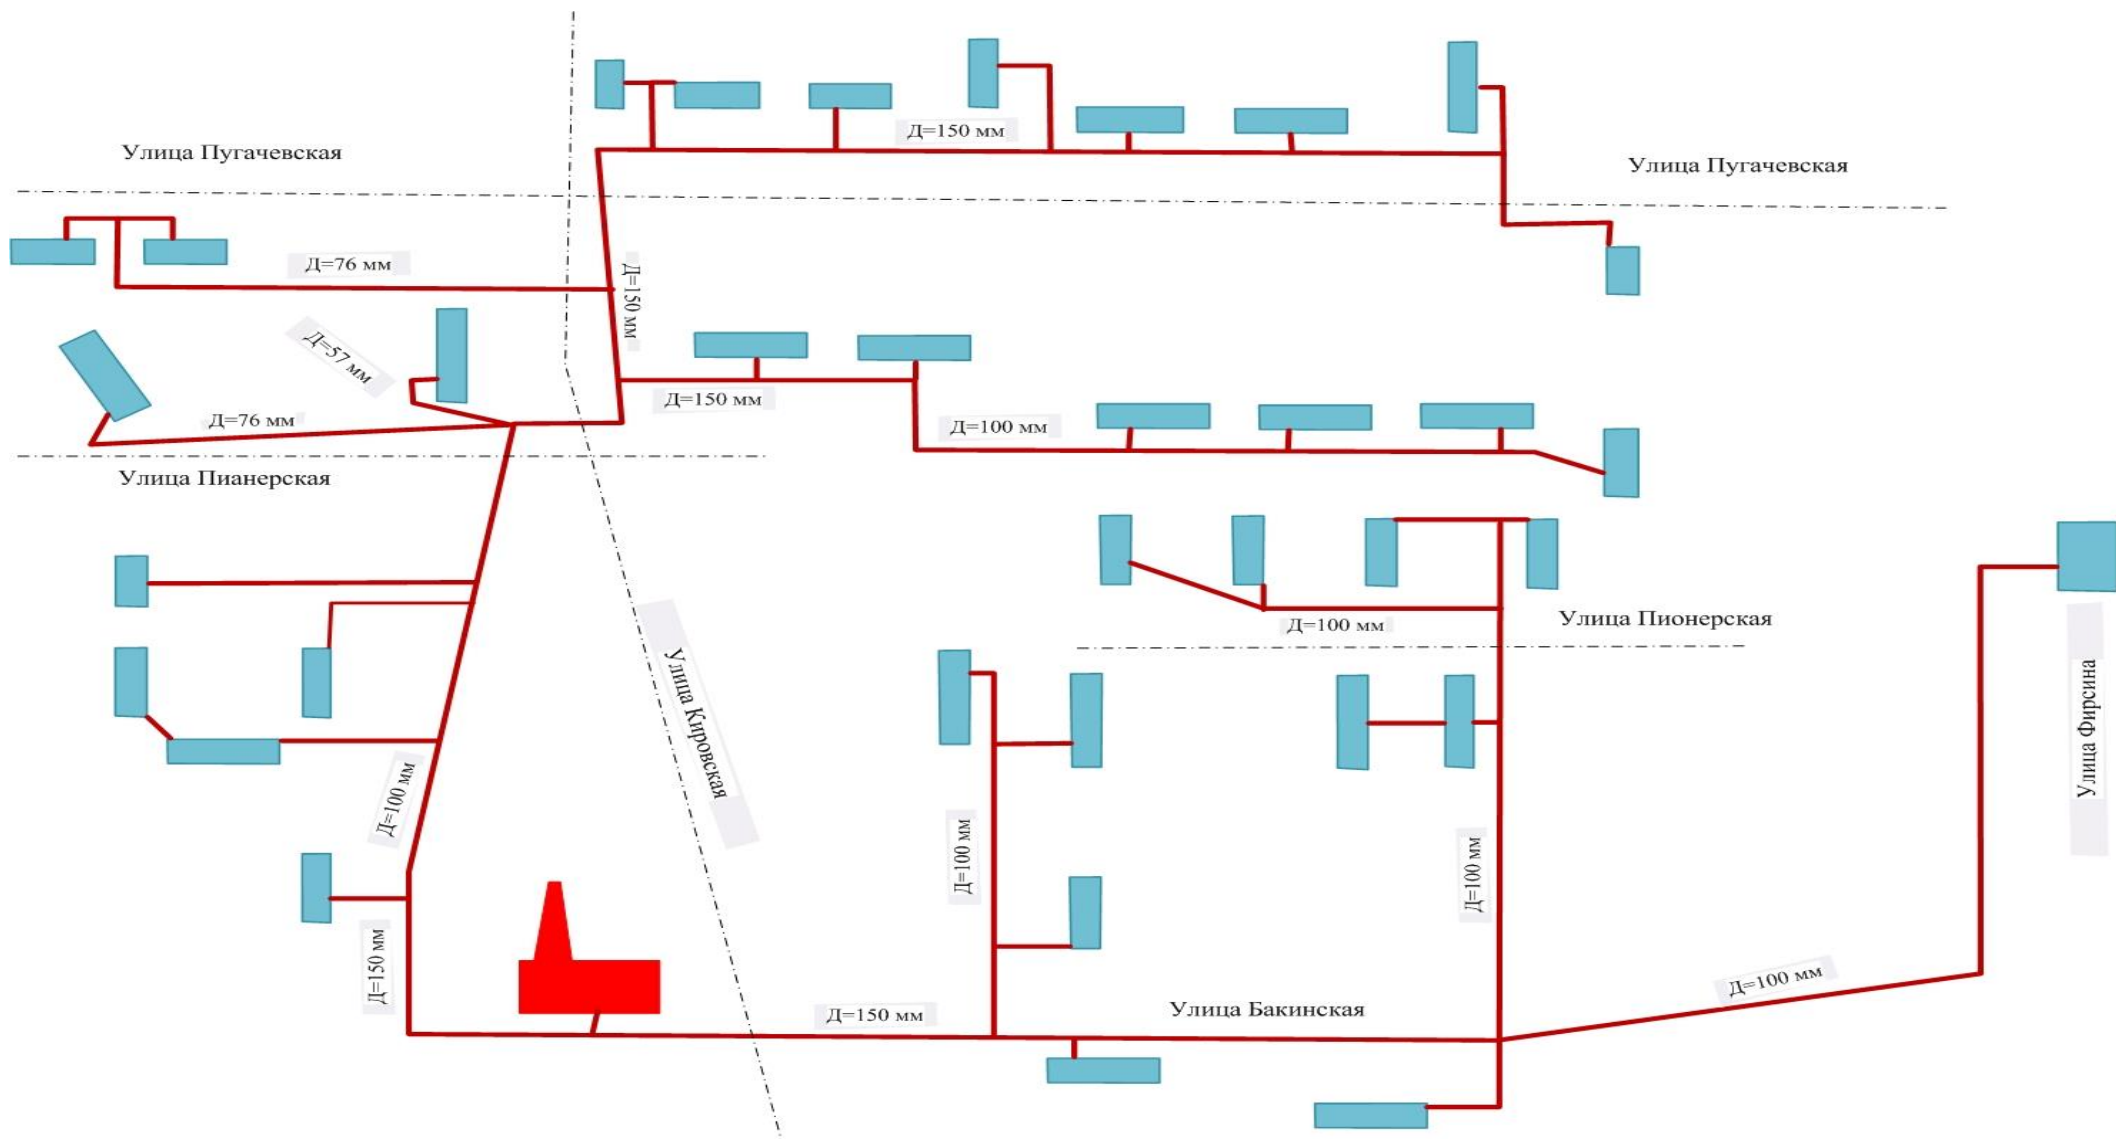 Д=150 мм
Улица Пугачевская
Улица Пугачевская
Д=76 мм
Д=150 мм
Д=57 мм
Д=150 мм
Д=76 мм
Д=100 мм
Улица Пианерская
Д=100 мм
Улица Пионерская
Улица Кировская
Улица Фирсина
Д=100 мм
Д=100 мм
Д=100 мм
Д=150 мм
Д=150 мм
Улица Бакинская
Д=100 мм